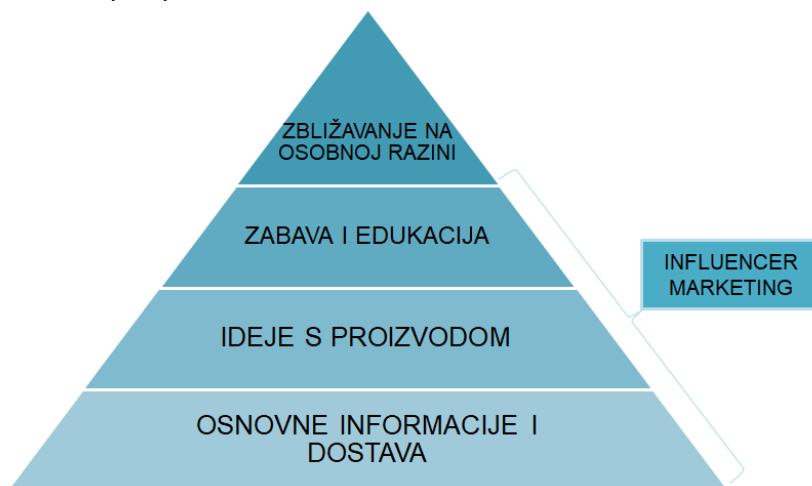 ZBLIŽAVANJE NA
OSOBNOJ RAZINI
ZABAVA I EDUKACIJA
INFLUENCER
MARKETING
IDEJE S PROIZVODOM
OSNOVNE INFORMACIJE I
DOSTAVA